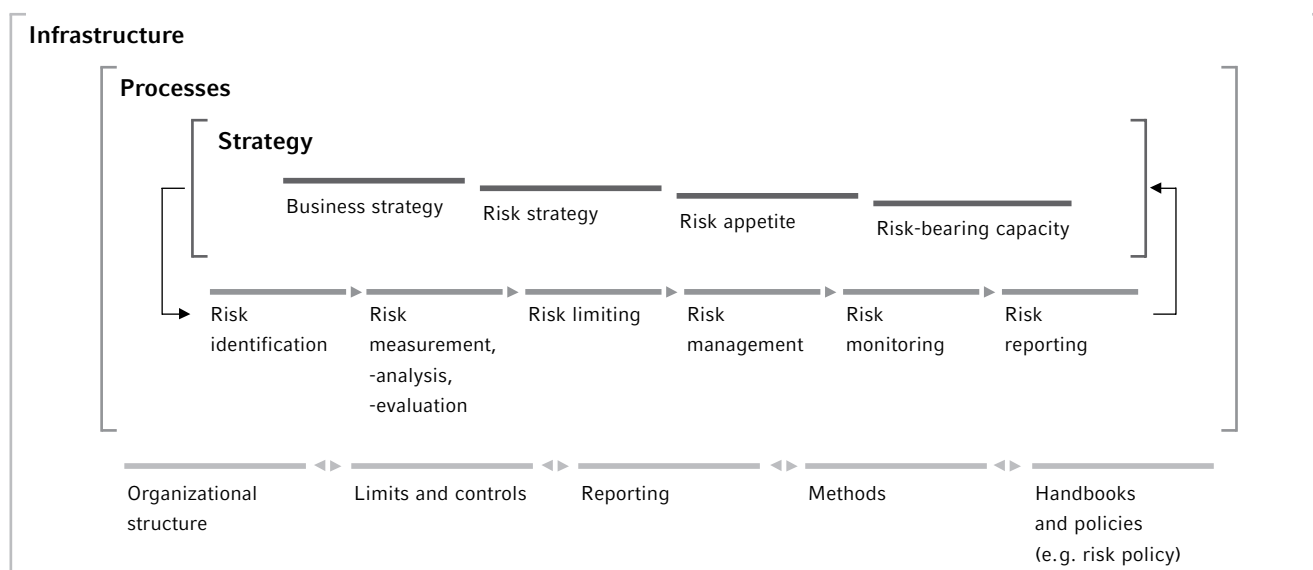 Infrastructure
Processes
Strategy
Business strategy
Risk strategy
Risk appetite
Risk-bearing capacity
Risk
identification
Risk
measurement,
-analysis,
-evaluation
Risk limiting
Risk
management
Risk
monitoring
Risk
reporting
Organizational
structure
Limits and controls
Reporting
Methods
Handbooks
and policies
(e.g. risk policy)